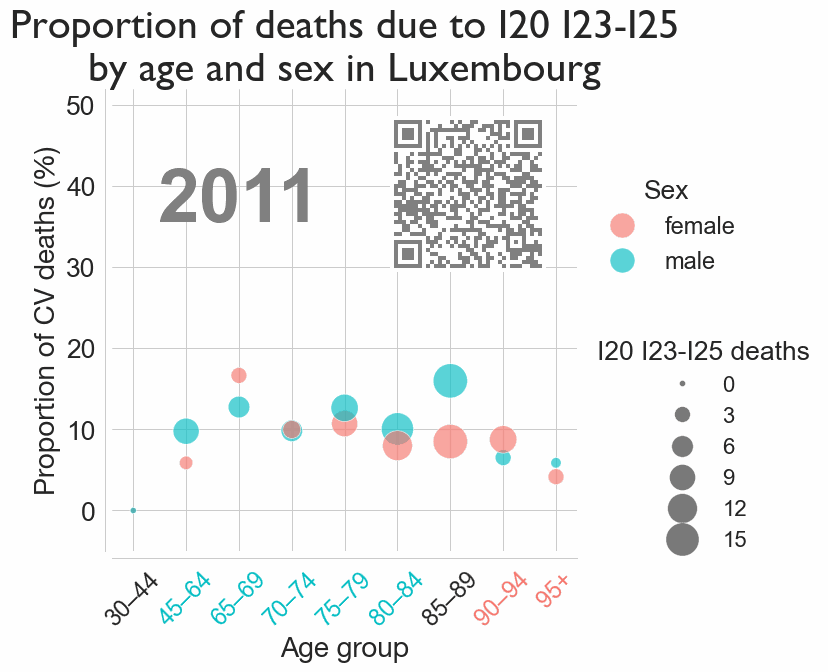 Proportion of deaths due to I20 I23-I25
by age and sex in Luxembourg
Proportion of CV deaths (%)
50
40
30
20
10
0
2011
Sex
female
male
I20 I23-I25 deaths
0
3
6
9
12
15
30–44
45–64
65–69
70–74
75–79
80–84
85–89
90–94
95+
Age group